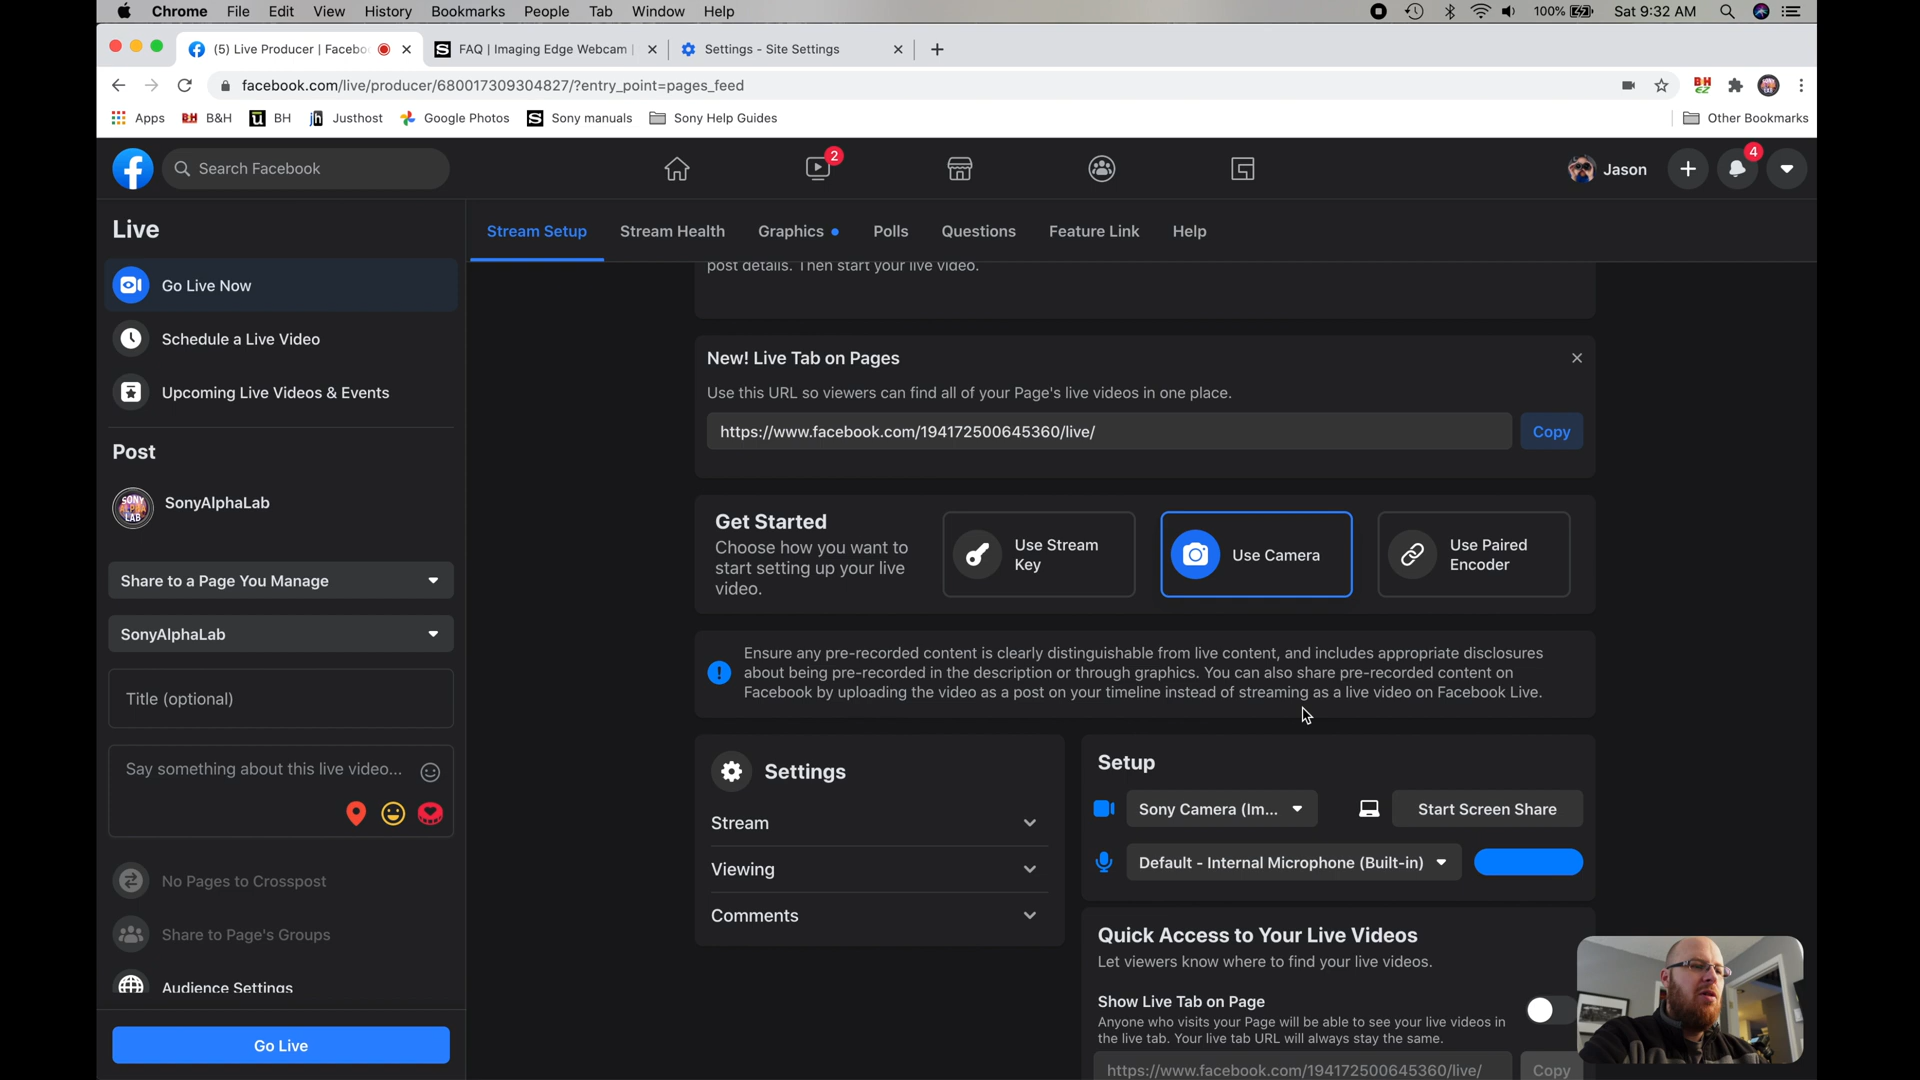 Chrome File Edit View History Bookmarks People Tab Window Help 100% Sat 9:32 AM
(5) Live Producer | Facebo
FAQ | Imaging Edge Webcam |
Settings - Site Settings
facebook.com/live/producer/680017309304827/?entry_point=pages_feed
Apps B&H BH Justhost Google Photos Sony manuals Sony Help Guides Other Bookmarks
Search Facebook
2
Jason
4
Live
Go Live Now
Schedule a Live Video
Upcoming Live Videos & Events
Post
SONY ALPHA LAB
SonyAlphaLab
Share to a Page You Manage
SonyAlphaLab
Title (optional)
Say something about this live video...
No Pages to Crosspost
Share to Page's Groups
Audience Settings
Go Live
Stream Setup Stream Health Graphics Polls Questions Feature Link Help
post details. Then start your live video.
New! Live Tab on Pages
Use this URL so viewers can find all of your Page's live videos in one place.
https://www.facebook.com/194172500645360/live/
Copy
Get Started
Choose how you want to
start setting up your live
video.
Use Stream
Key
Use Camera
Use Paired
Encoder
Ensure any pre-recorded content is clearly distinguishable from live content, and includes appropriate disclosures
about being pre-recorded in the description or through graphics. You can also share pre-recorded content on
Facebook by uploading the video as a post on your timeline instead of streaming as a live video on Facebook Live.
Settings
Stream
Viewing
Comments
Setup
Sony Camera (Im...
Start Screen Share
Default - Internal Microphone (Built-in)
Quick Access to Your Live Videos
Let viewers know where to find your live videos.
Show Live Tab on Page
Anyone who visits your Page will be able to see your live videos in
the live tab. Your live tab URL will always stay the same.
https://www.facebook.com/194172500645360/live/
Copy